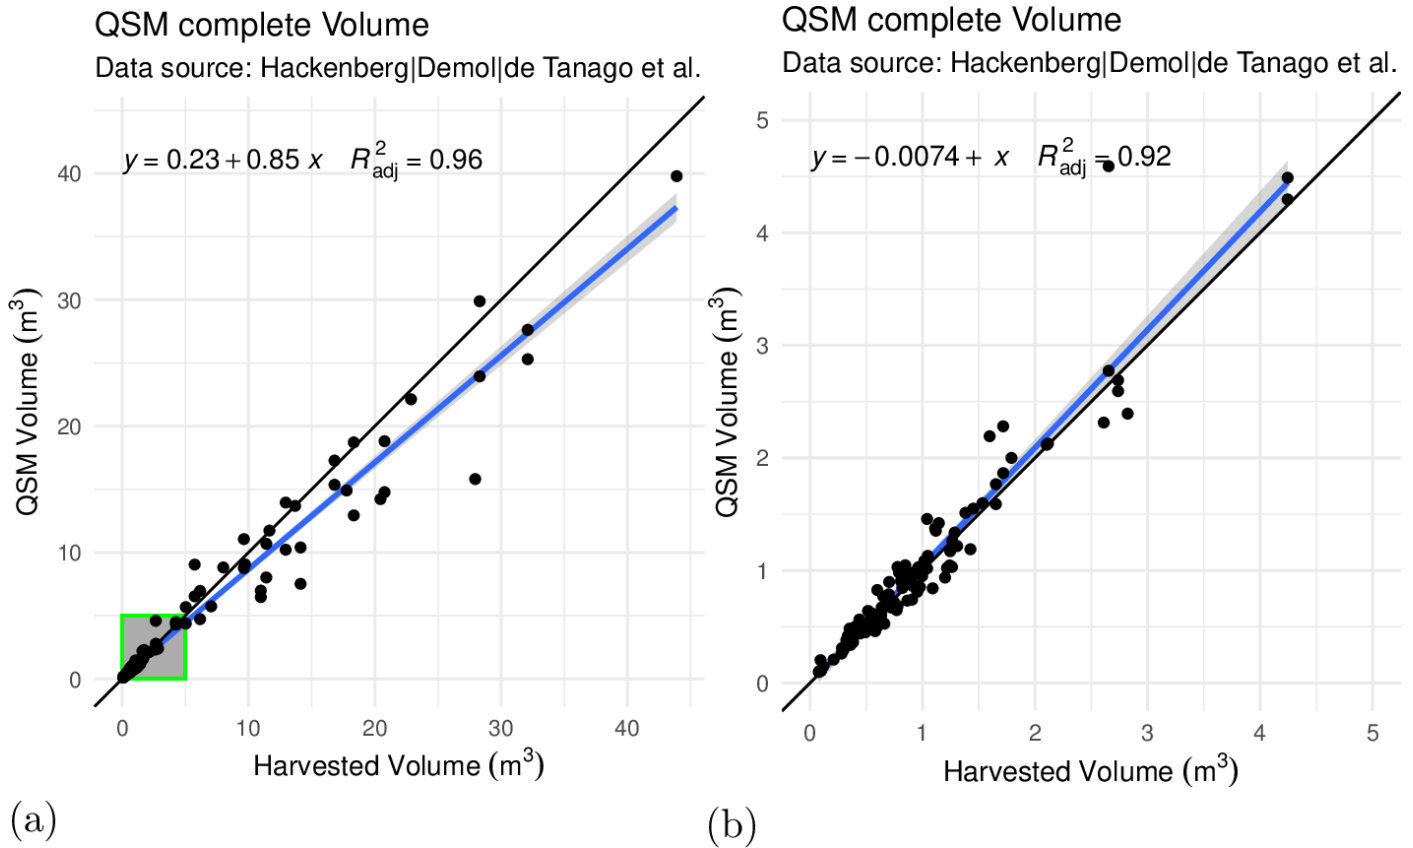 QSM complete Volume
Data source: Hackenberg|Demol|de Tanago et al.
y = 0.23 + 0.85 x R²adj = 0.96
40
30
20
10
0
QSM Volume (m³)
0 10 20 30 40
Harvested Volume (m³)
(a)
QSM complete Volume
Data source: Hackenberg|Demol|de Tanago et al.
y = −0.0074 + x R²adj = 0.92
5
4
3
2
1
0
QSM Volume (m³)
0 1 2 3 4 5
Harvested Volume (m³)
(b)